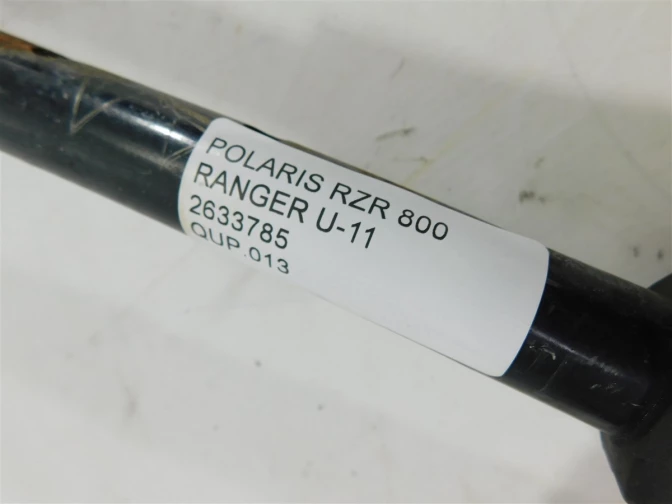 POLARIS RZR 800
RANGER U-11
2633785
QUP.013